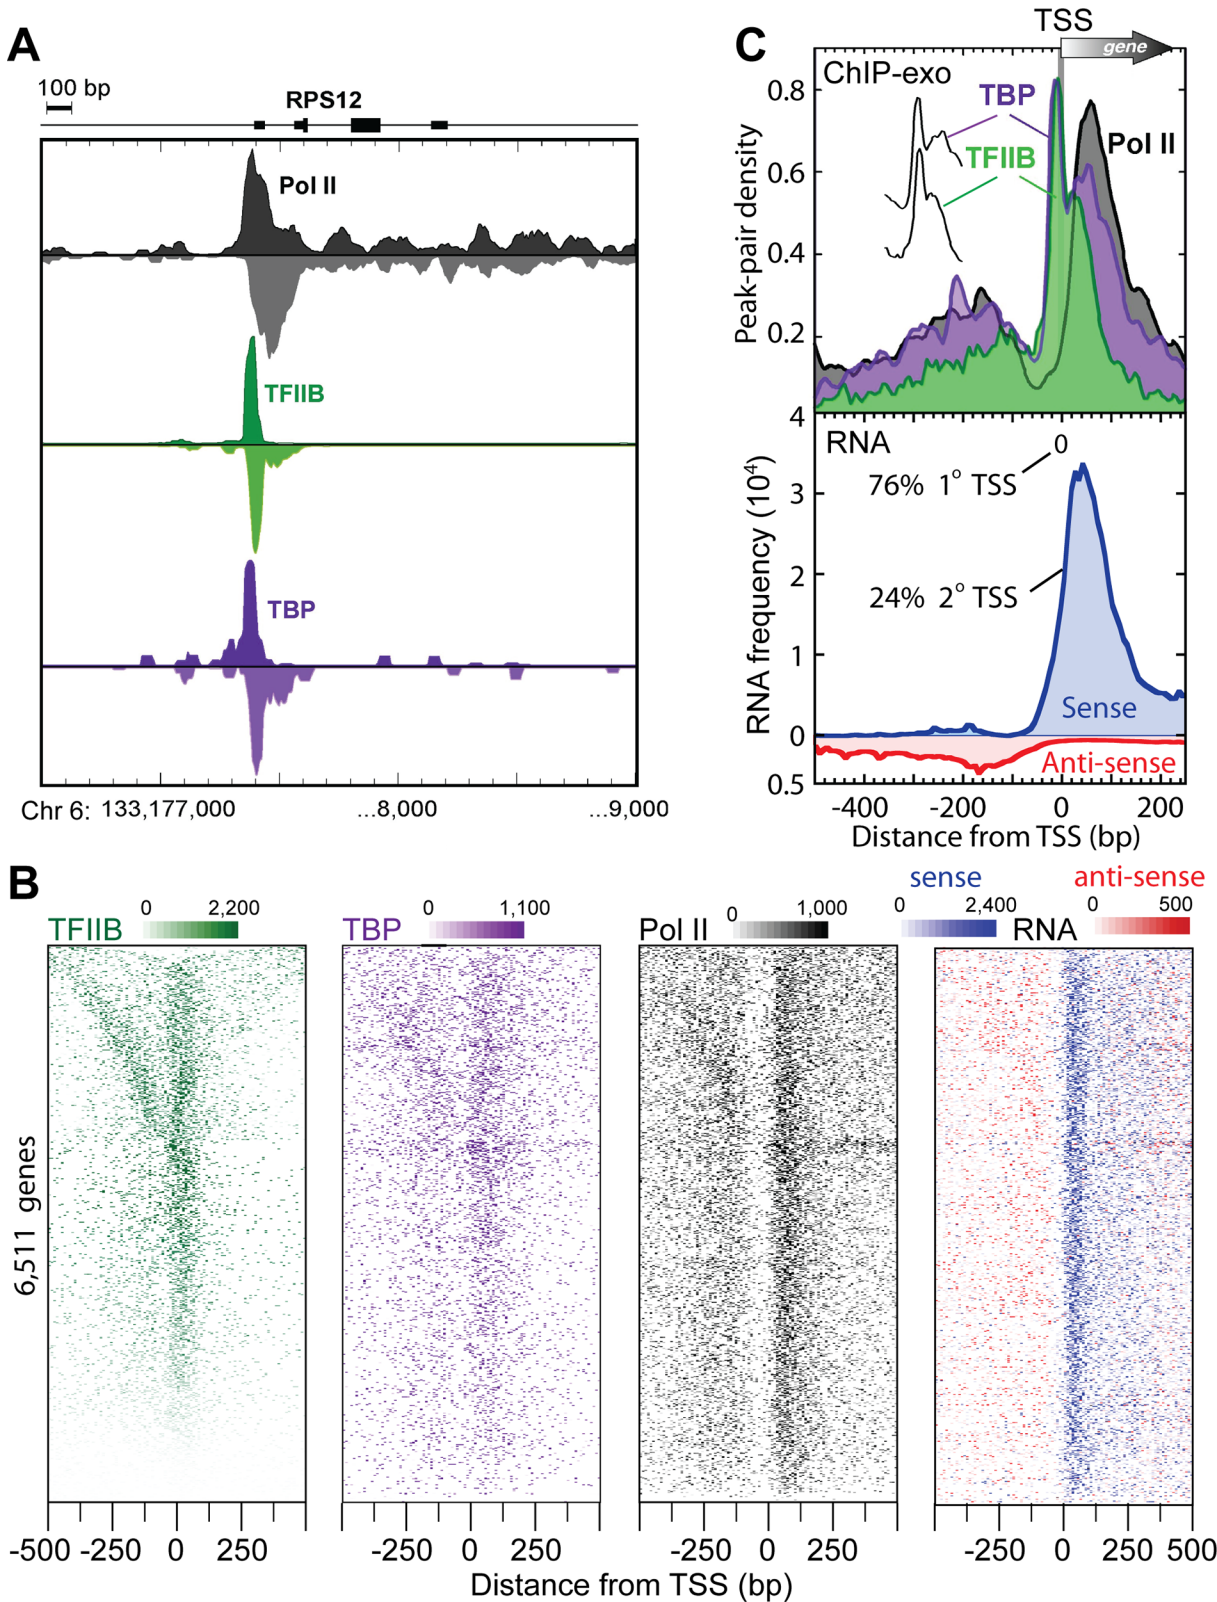 A
100 bp
RPS12
Pol II
TFIIB
TBP
Chr 6: 133,177,000 ...8,000 ...9,000
C
TSS
gene
ChIP-exo
TBP
TFIIB
Pol II
Peak-pair density
0.8
0.6
0.4
0.2
4
RNA
0
76% 1° TSS
24% 2° TSS
RNA frequency (10⁴)
3
2
1
0
0.5
Sense
Anti-sense
-400 -200 0 200
Distance from TSS (bp)
B
TFIIB
0 2,200
TBP
0 1,100
Pol II
0 1,000
sense
0 2,400
RNA
anti-sense
0 500
6,511 genes
-500 -250 0 250
-250 0 250
-250 0 250
-250 0 250 500
Distance from TSS (bp)